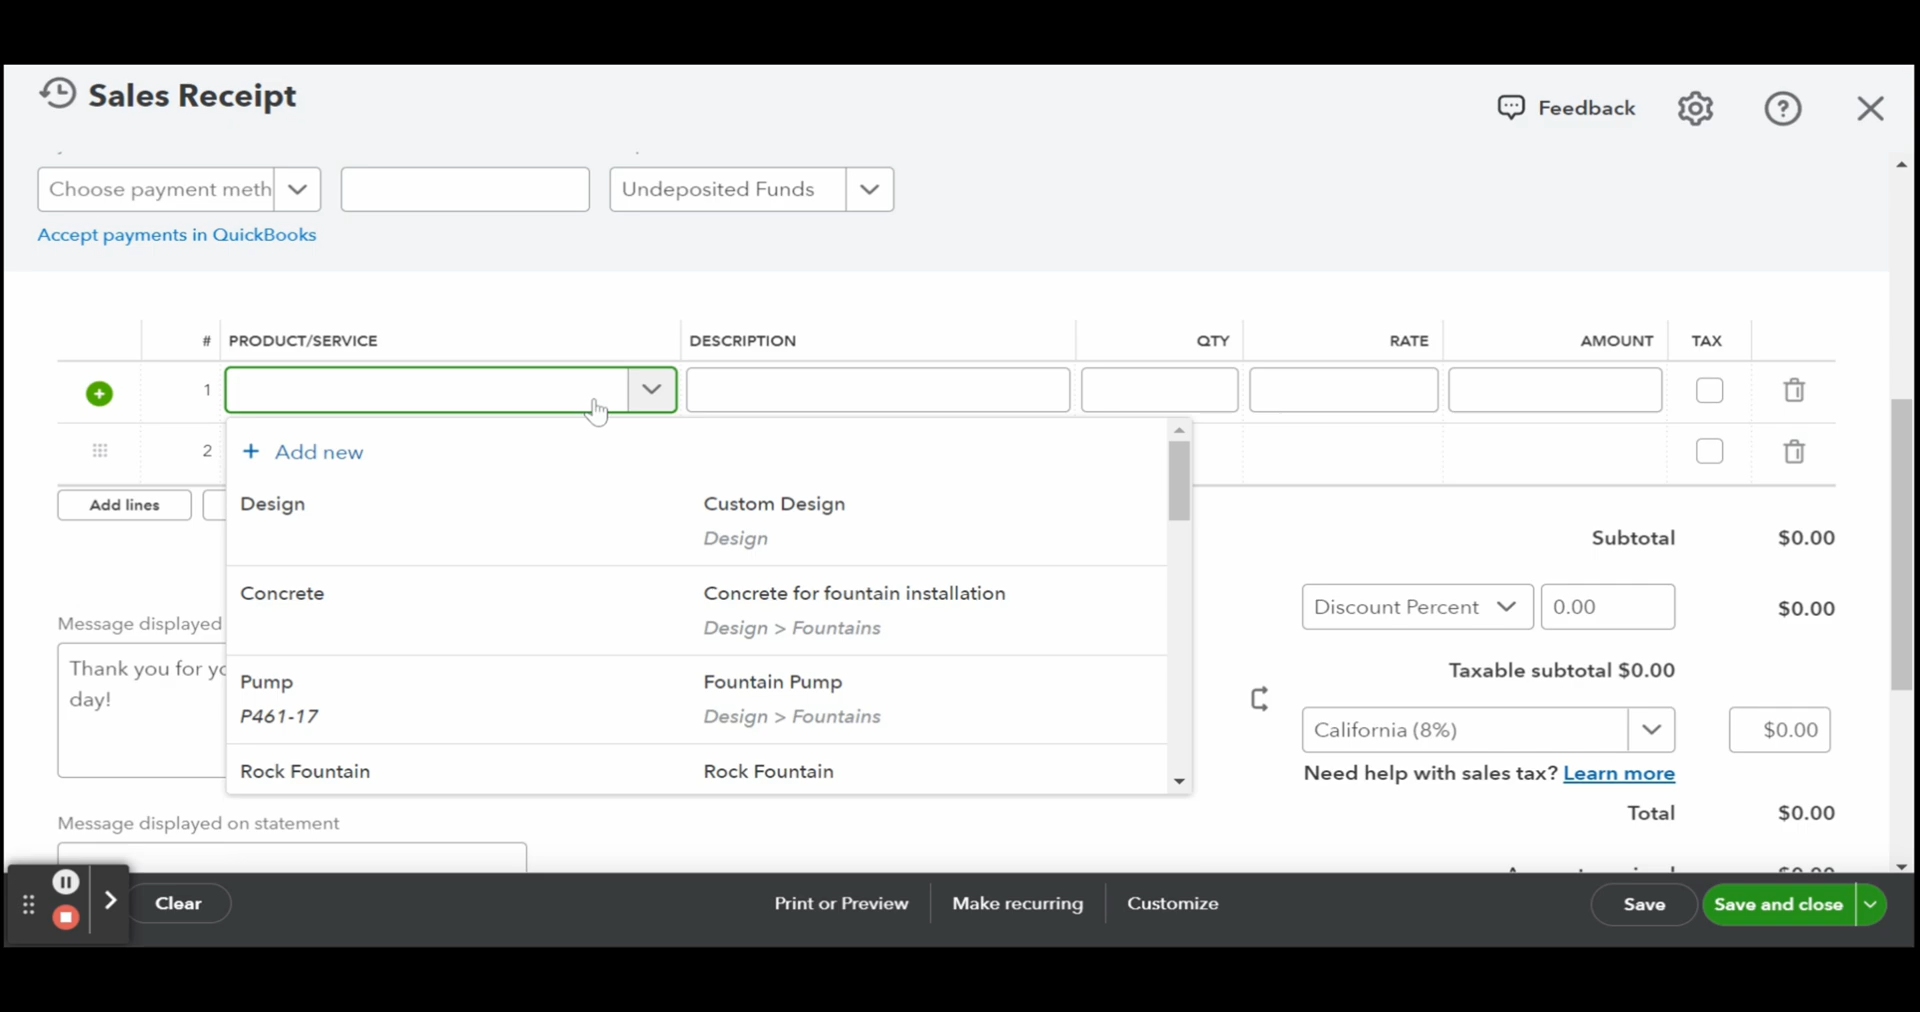 Sales Receipt
Feedback
Choose payment meth
Undeposited Funds
Accept payments in QuickBooks
# PRODUCT/SERVICE DESCRIPTION QTY RATE AMOUNT TAX
1
2
+ Add new
Add lines
Design Custom Design
Design
Concrete Concrete for fountain installation
Design > Fountains
Pump Fountain Pump
P461-17 Design > Fountains
Rock Fountain Rock Fountain
Subtotal $0.00
Discount Percent 0.00 $0.00
Taxable subtotal $0.00
California (8%) $0.00
Need help with sales tax? Learn more
Total $0.00
Message displayed
Thank you for yo
day!
Message displayed on statement
Clear
Print or Preview
Make recurring
Customize
Save
Save and close